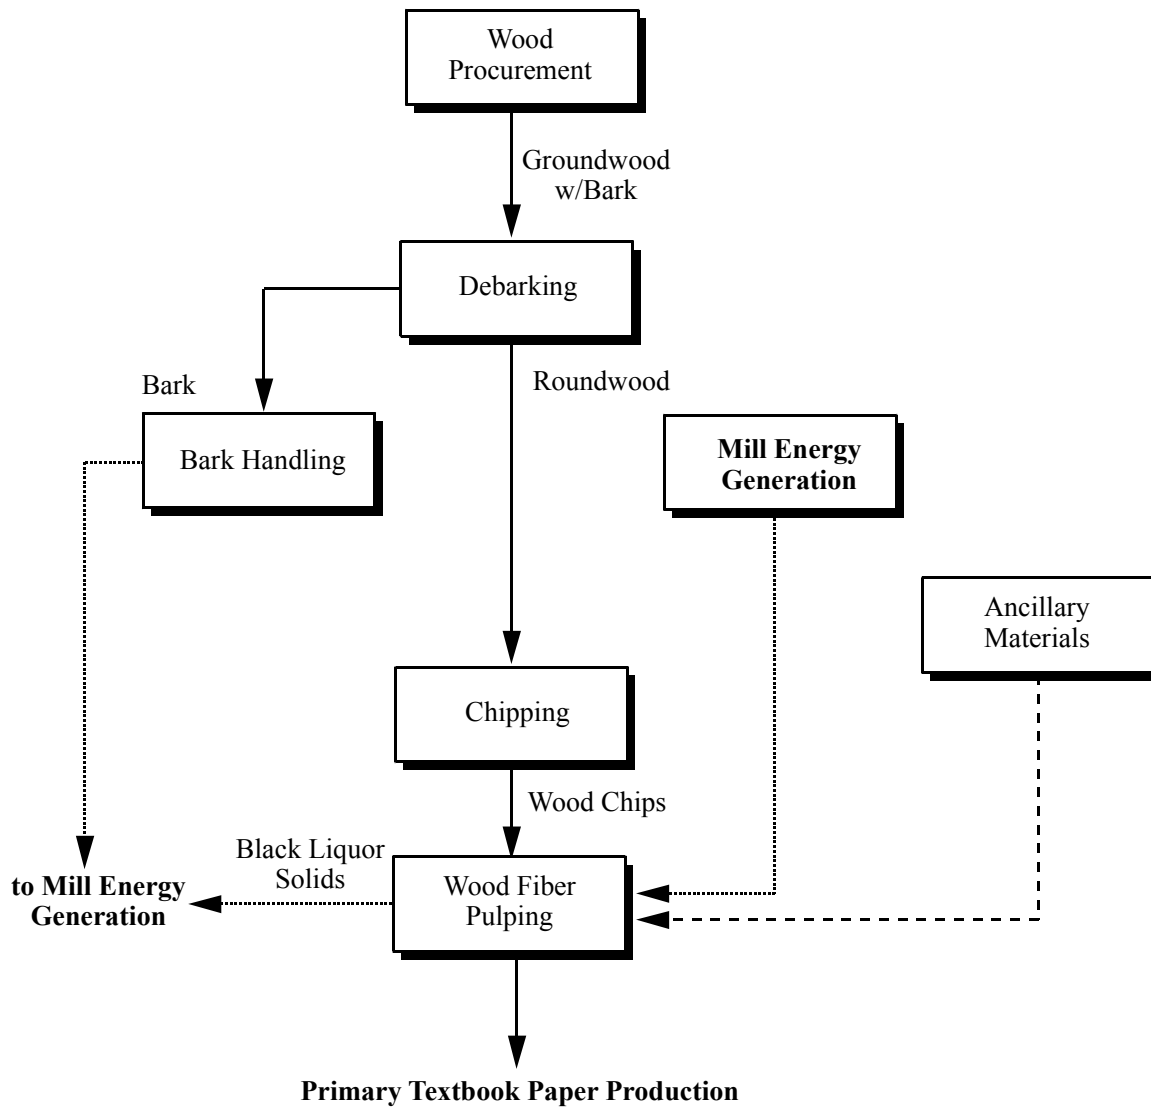 Wood
Procurement
Groundwood
w/Bark
Debarking
Bark
Roundwood
Bark Handling
Mill Energy
Generation
Ancillary
Materials
Chipping
Wood Chips
Black Liquor
Solids
to Mill Energy
Generation
Wood Fiber
Pulping
Primary Textbook Paper Production